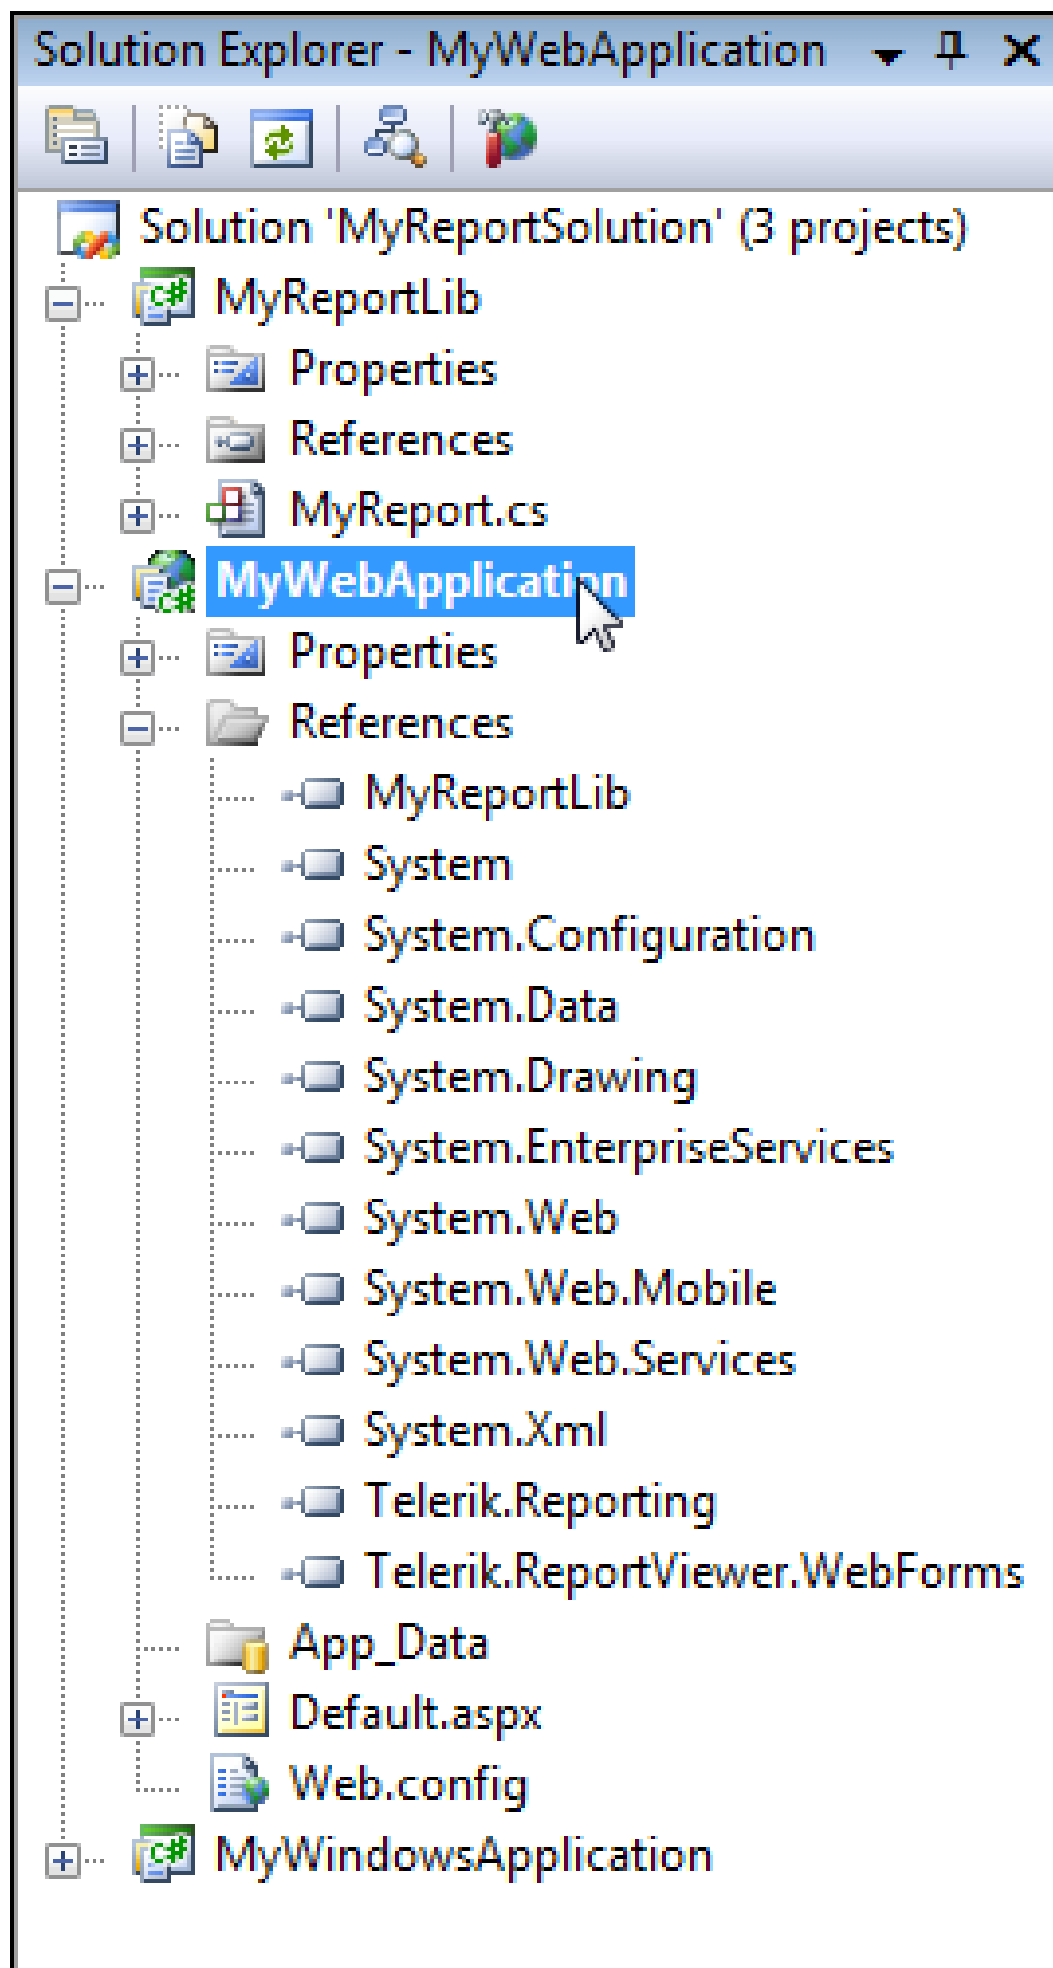 Solution Explorer - MyWebApplication
Solution 'MyReportSolution' (3 projects)
C# MyReportLib
Properties
References
MyReport.cs
C# MyWebApplication
Properties
References
MyReportLib
System
System.Configuration
System.Data
System.Drawing
System.EnterpriseServices
System.Web
System.Web.Mobile
System.Web.Services
System.Xml
Telerik.Reporting
Telerik.ReportViewer.WebForms
App_Data
Default.aspx
Web.config
C# MyWindowsApplication